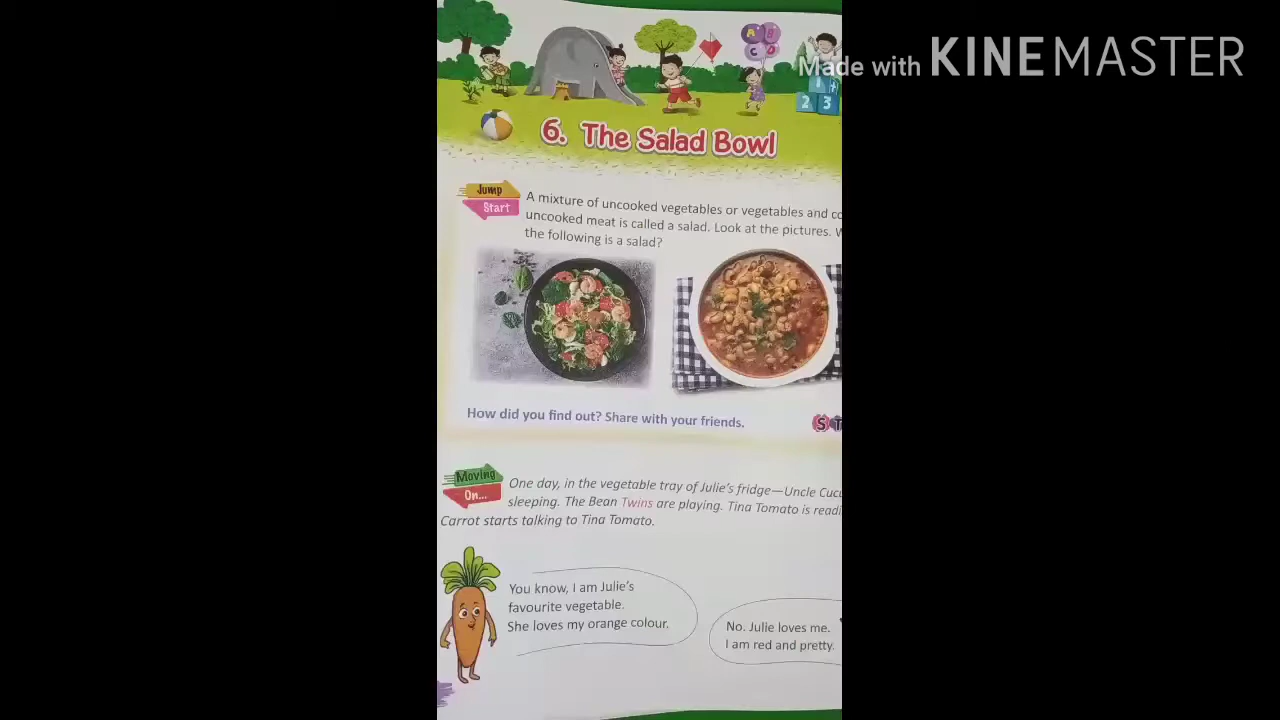 Made with KINEMASTER
A B
C D
1 +
2 3
6. The Salad Bowl
Jump
Start
A mixture of uncooked vegetables or vegetables and
uncooked meat is called a salad. Look at the pictures.
the following is a salad?
How did you find out? Share with your friends.
S T
Moving
On...
One day, in the vegetable tray of Julie's fridge—Uncle
sleeping. The Bean Twins are playing. Tina Tomato is
Carrot starts talking to Tina Tomato.
You know, I am Julie's
favourite vegetable.
She loves my orange colour.
No. Julie loves me.
I am red and pretty.